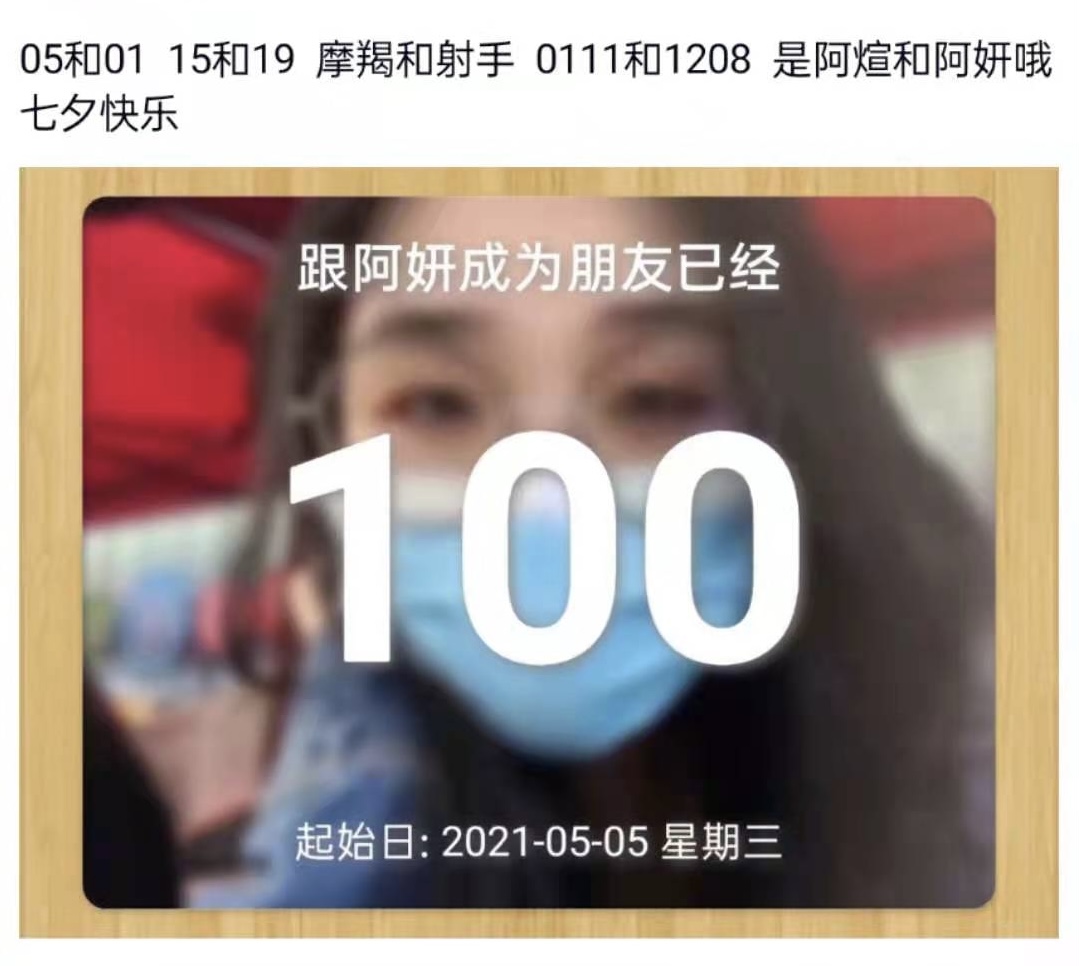 05和01 15和19 摩羯和射手 0111和1208 是阿煊和阿妍哦
七夕快乐
跟阿妍成为朋友已经
100
起始日: 2021-05-05 星期三